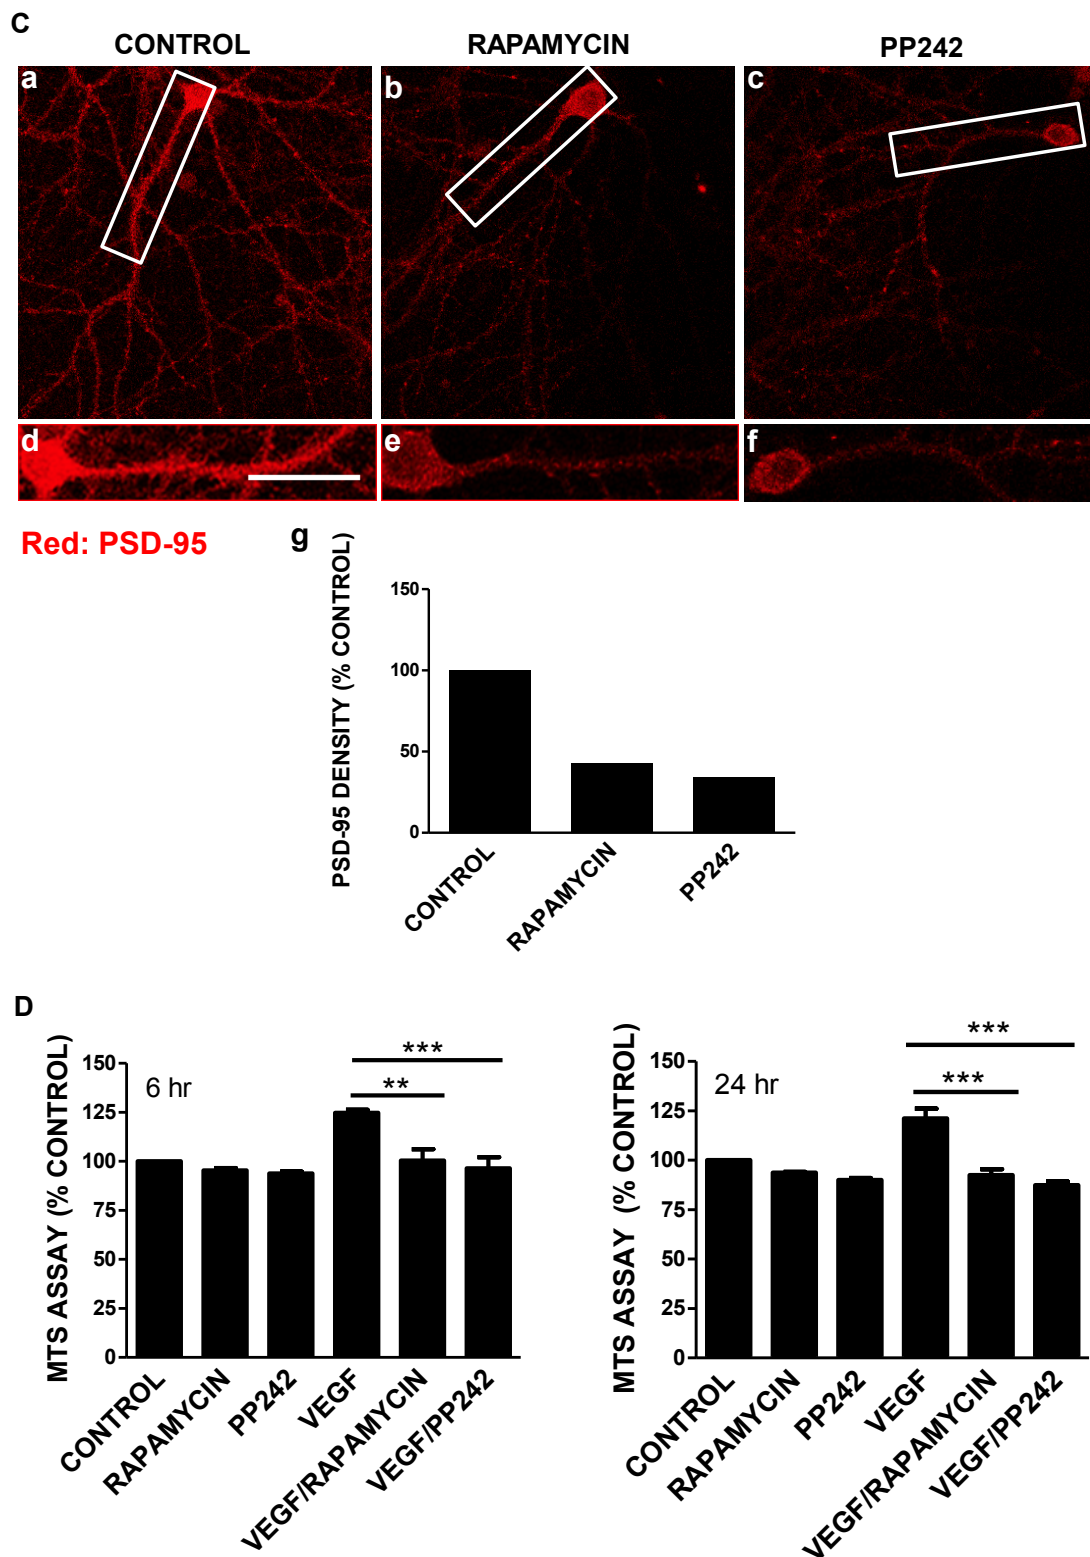 C
CONTROL
RAPAMYCIN
PP242
a
b
c
d
e
f
Red: PSD-95
g
PSD-95 DENSITY (% CONTROL)
150
100
50
0
CONTROL
RAPAMYCIN
PP242
D
MTS ASSAY (% CONTROL)
150
125
100
75
50
25
0
6 hr
***
**
CONTROL
RAPAMYCIN
PP242
VEGF
VEGF/RAPAMYCIN
VEGF/PP242
MTS ASSAY (% CONTROL)
150
125
100
75
50
25
0
24 hr
***
***
CONTROL
RAPAMYCIN
PP242
VEGF
VEGF/RAPAMYCIN
VEGF/PP242